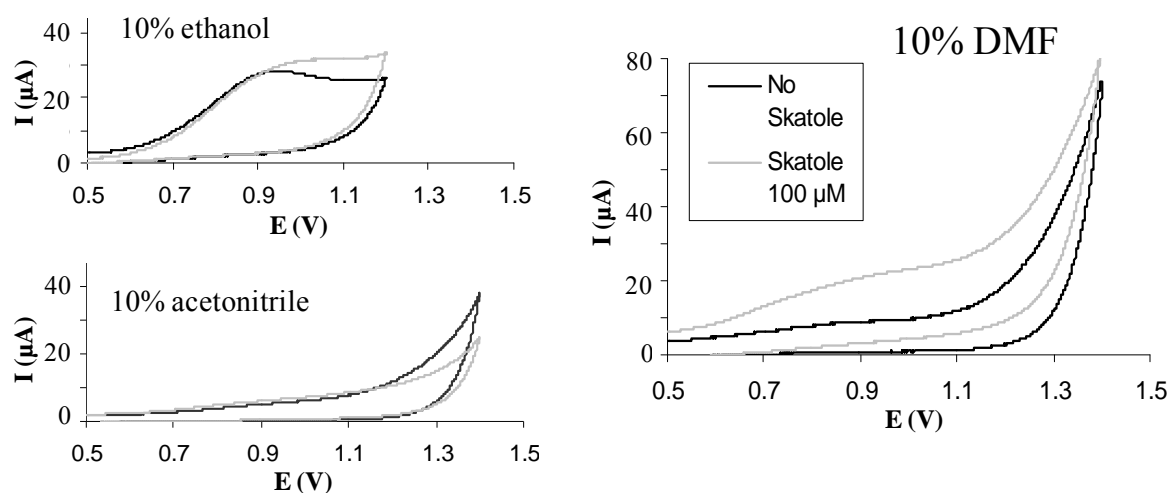 10% ethanol
I (µA)
40
20
0
0.5 0.7 0.9 1.1 1.3 1.5
E (V)
10% acetonitrile
I (µA)
40
20
0
0.5 0.7 0.9 1.1 1.3 1.5
E (V)
10% DMF
No
Skatole
Skatole
100 µM
I (µA)
80
60
40
20
0
0.5 0.7 0.9 1.1 1.3 1.5
E (V)